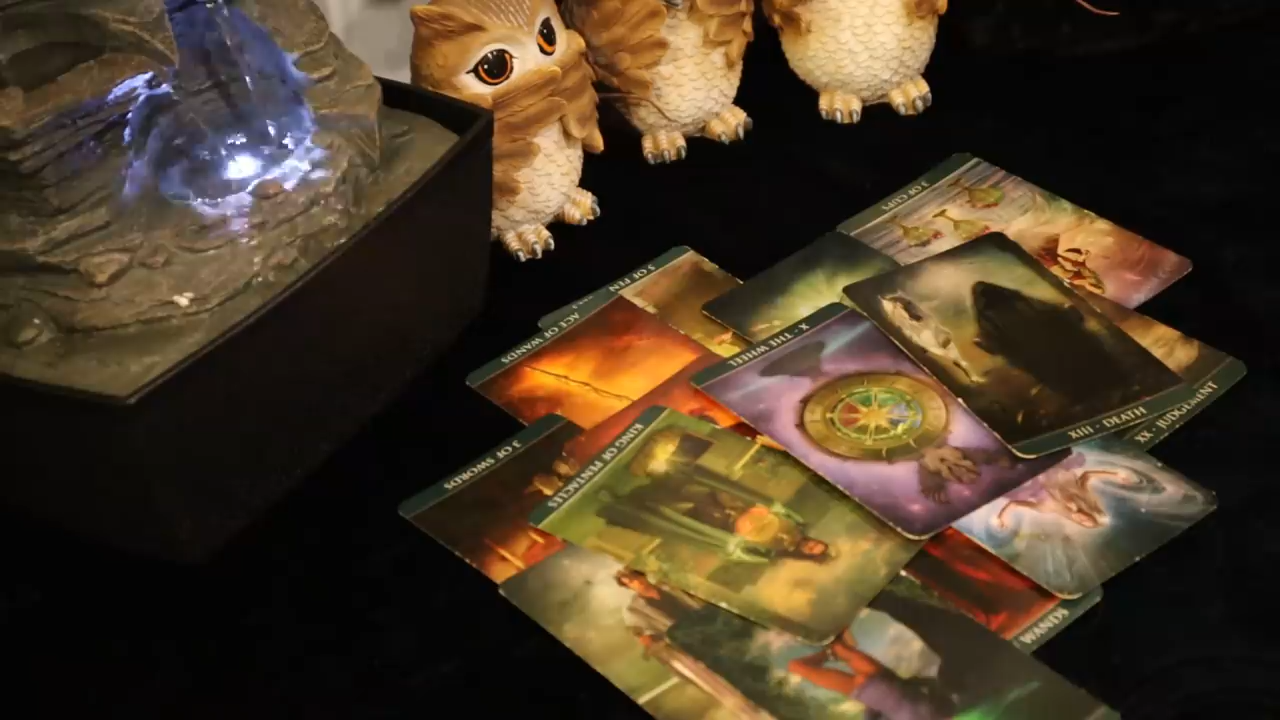 3 OF CUPS
5 OF PEN
ACE OF WANDS
X · THE WHEEL
XIII · DEATH
XX · JUDGEMENT
KING OF PENTACLES
3 OF SWORDS
WANDS